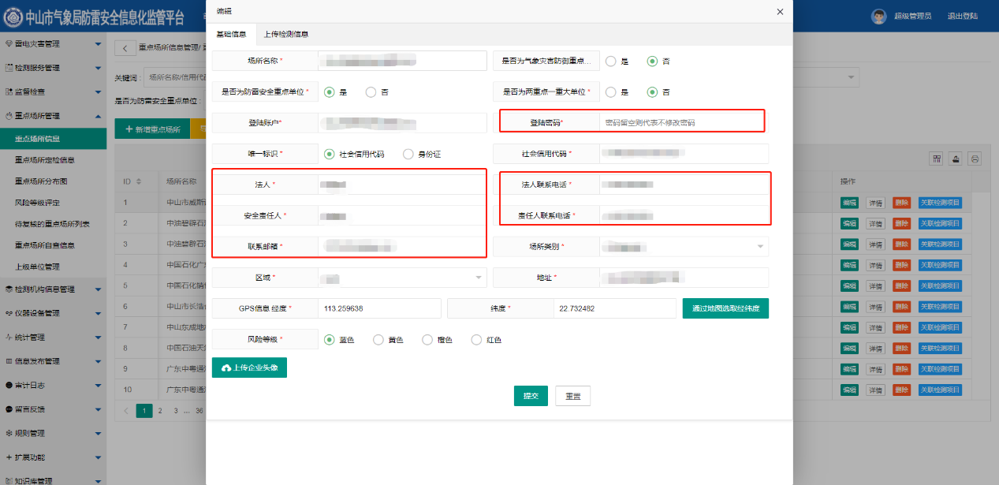 中山市气象局防雷安全信息化监管平台
超级管理员
退出登陆
雷电灾害管理
检测服务管理
监督检查
重点场所管理
重点场所信息
重点场所定检信息
重点场所分布图
风险等级评定
待复核的重点场所列表
重点场所自查信息
上级单位管理
检测机构信息管理
仪器设备管理
统计管理
信息发布管理
审计日志
留言反馈
规则管理
扩展功能
知识库管理
重点场所信息管理/
关键词：
场所名称/信用代
是否为防雷安全重点单位：
新增重点场所
ID
场所名称
操作
1
中山市威斯
编辑 详情 删除 关联检测项目
2
中油碧辟石
编辑 详情 删除 关联检测项目
3
中油碧辟石
编辑 详情 删除 关联检测项目
4
中国石化广
编辑 详情 删除 关联检测项目
5
中国石化销
编辑 详情 删除 关联检测项目
6
中山市长浩
编辑 详情 删除 关联检测项目
7
中山东成地
编辑 详情 删除 关联检测项目
8
中国石油天
编辑 详情 删除 关联检测项目
9
广东中粤通
编辑 详情 删除 关联检测项目
10
广东中粤通
编辑 详情 删除 关联检测项目
1 2 3 … 36
编辑
基础信息 上传检测信息
场所名称 *
是否为气象灾害防御重点... 是 否
是否为防雷安全重点单位 * 是 否
是否为两重点一重大单位 * 是 否
登陆账户*
登陆密码* 密码留空则代表不修改密码
唯一标识 * 社会信用代码 身份证
社会信用代码 *
法人 *
法人联系电话 *
安全责任人 *
责任人联系电话 *
联系邮箱 *
场所类别 *
区域 *
地址 *
GPS信息 经度 * 113.259638
纬度 * 22.732482
通过地图选取经纬度
风险等级 * 蓝色 黄色 橙色 红色
上传企业头像
提交 重置